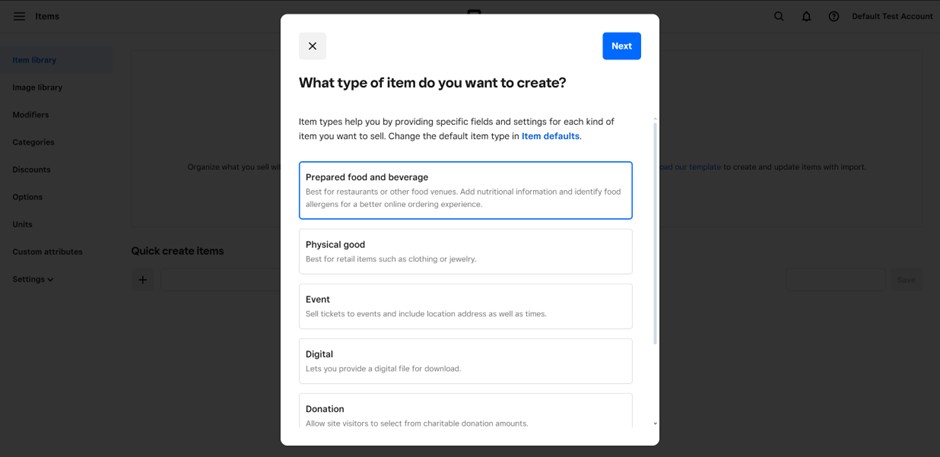 Items
Default Test Account
Item library
Image library
Modifiers
Categories
Discounts
Options
Units
Custom attributes
Settings
Organize what you sell wi
oad our template to create and update items with import.
Quick create items
Save
Next
What type of item do you want to create?
Item types help you by providing specific fields and settings for each kind of
item you want to sell. Change the default item type in Item defaults.
Prepared food and beverage
Best for restaurants or other food venues. Add nutritional information and identify food
allergens for a better online ordering experience.
Physical good
Best for retail items such as clothing or jewelry.
Event
Sell tickets to events and include location address as well as times.
Digital
Lets you provide a digital file for download.
Donation
Allow site visitors to select from charitable donation amounts.